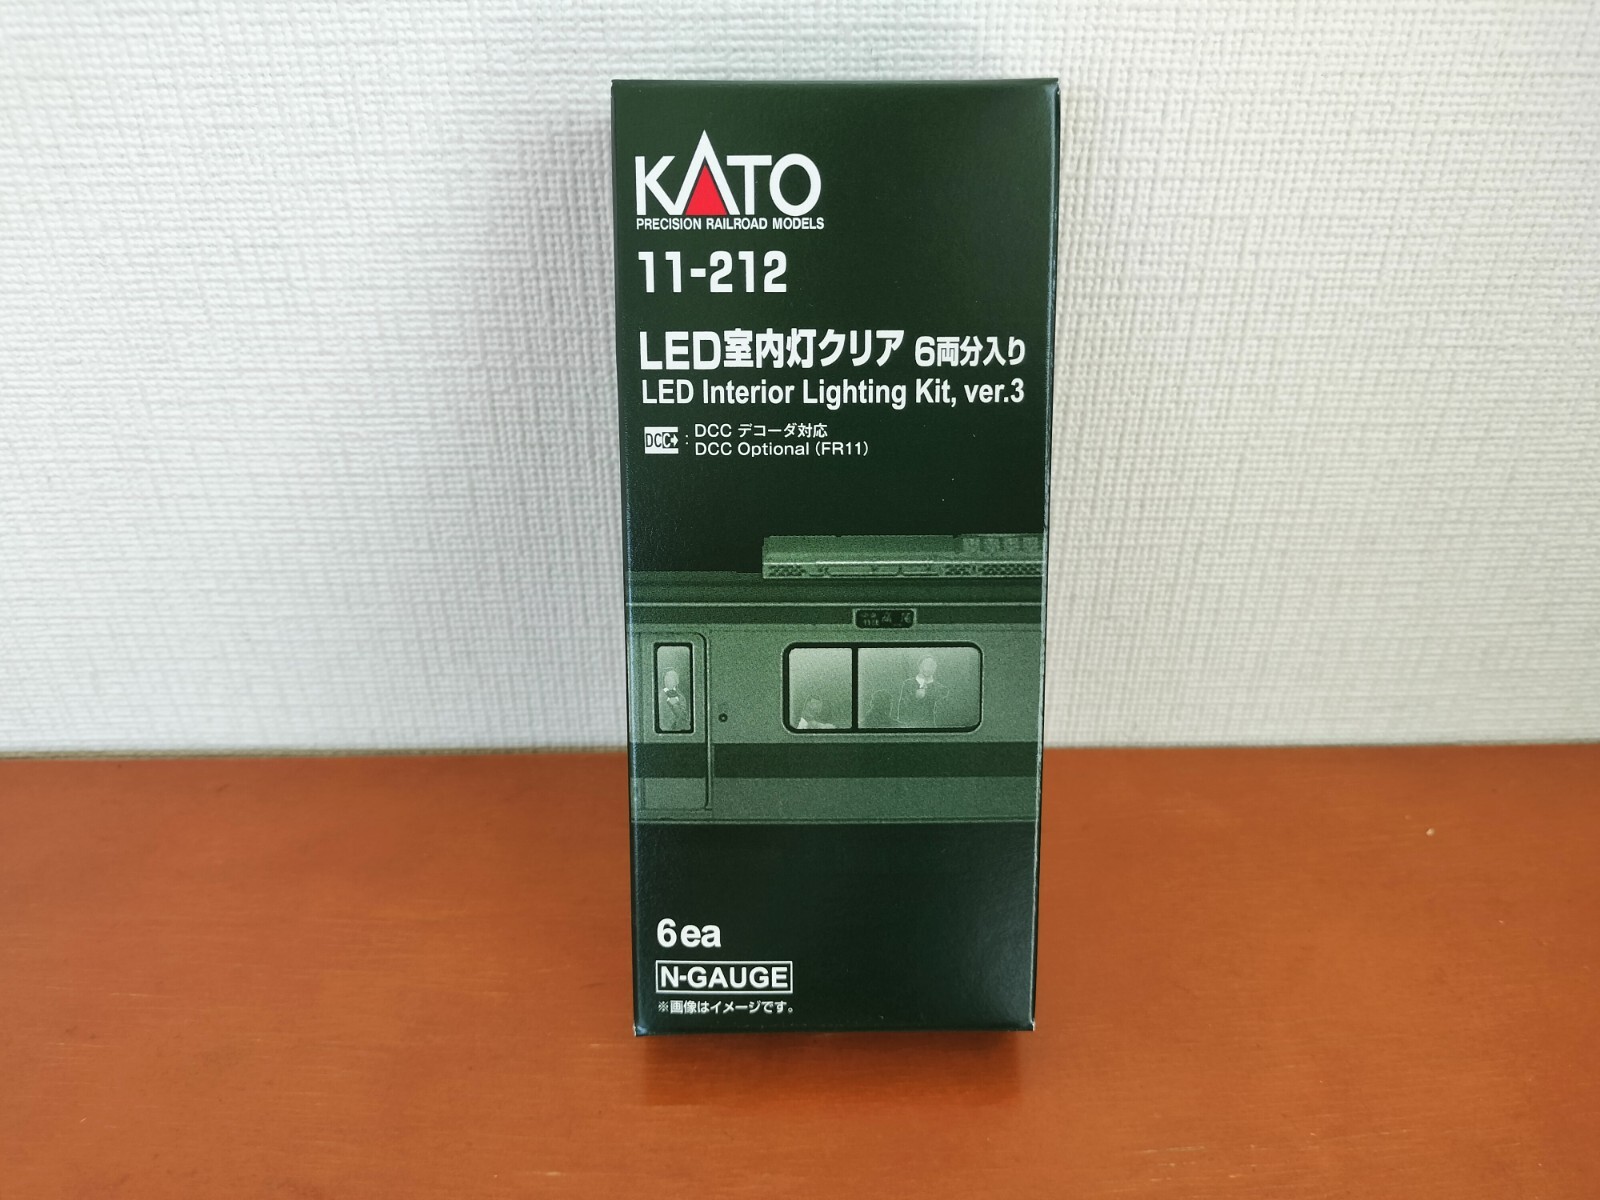 KATO
PRECISION RAILROAD MODELS
11-212
LED室内灯クリア 6両分入り
LED Interior Lighting Kit, ver.3
DCC : DCC デコーダ対応
DCC Optional (FR11)
6ea
N-GAUGE
※画像はイメージです。